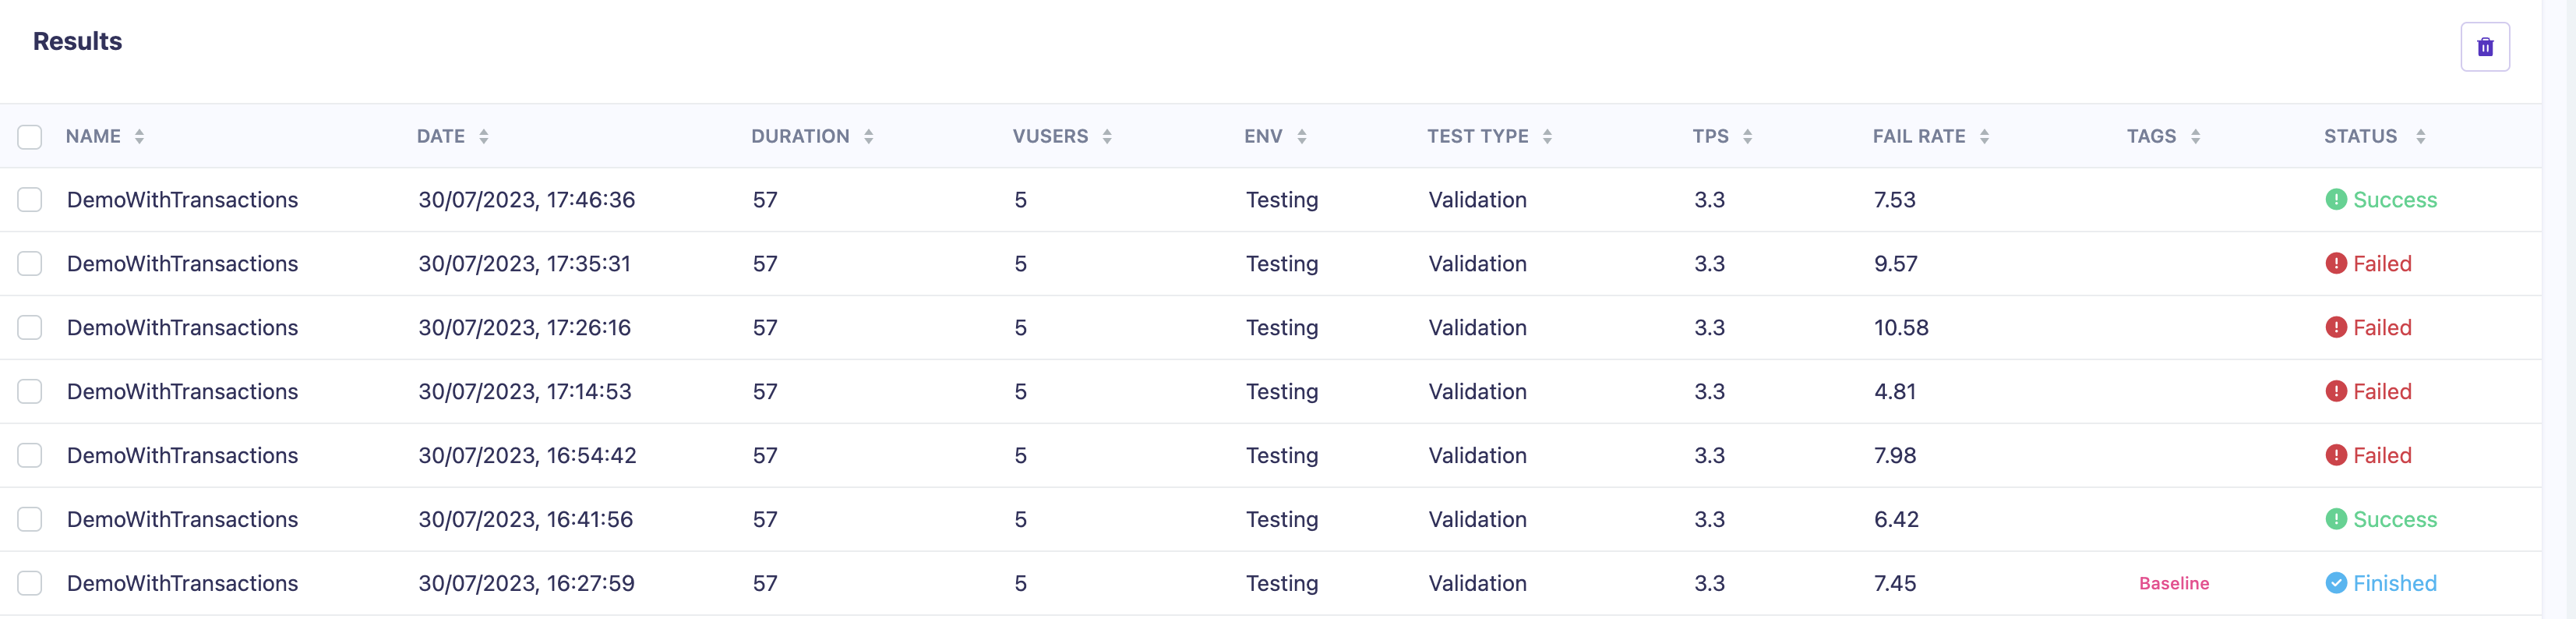 Results
NAME DATE DURATION VUSERS ENV TEST TYPE TPS FAIL RATE TAGS STATUS
DemoWithTransactions 30/07/2023, 17:46:36 57 5 Testing Validation 3.3 7.53 Success
DemoWithTransactions 30/07/2023, 17:35:31 57 5 Testing Validation 3.3 9.57 Failed
DemoWithTransactions 30/07/2023, 17:26:16 57 5 Testing Validation 3.3 10.58 Failed
DemoWithTransactions 30/07/2023, 17:14:53 57 5 Testing Validation 3.3 4.81 Failed
DemoWithTransactions 30/07/2023, 16:54:42 57 5 Testing Validation 3.3 7.98 Failed
DemoWithTransactions 30/07/2023, 16:41:56 57 5 Testing Validation 3.3 6.42 Success
DemoWithTransactions 30/07/2023, 16:27:59 57 5 Testing Validation 3.3 7.45 Baseline Finished